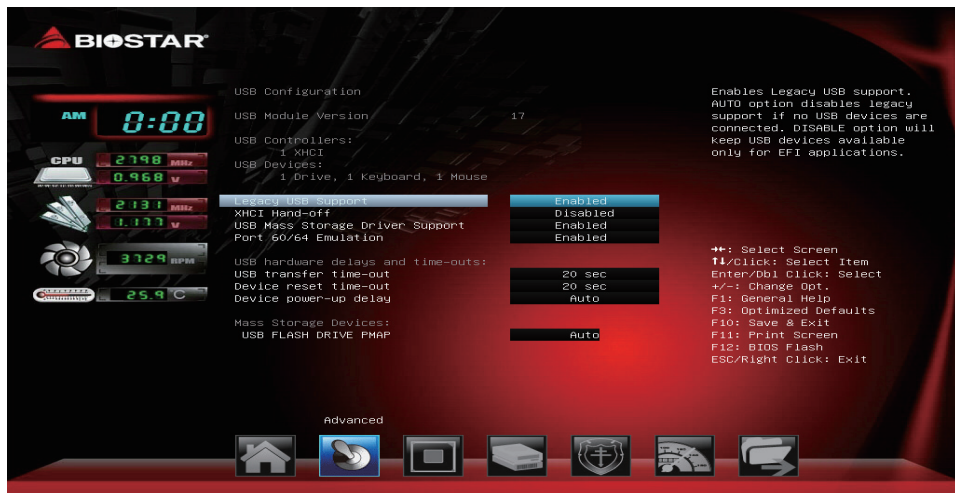 BIOSTAR
AM 0:00
CPU 2798 MHz
0.968 V
2131 MHz
1.177 V
3729 RPM
25.9 C
USB Configuration
USB Module Version 17
USB Controllers:
1 XHCI
USB Devices:
1 Drive, 1 Keyboard, 1 Mouse
Legacy USB Support Enabled
XHCI Hand-off Disabled
USB Mass Storage Driver Support Enabled
Port 60/64 Emulation Enabled
USB hardware delays and time-outs:
USB transfer time-out 20 sec
Device reset time-out 20 sec
Device power-up delay Auto
Mass Storage Devices:
USB FLASH DRIVE PMAP Auto
Enables Legacy USB support.
AUTO option disables legacy
support if no USB devices are
connected. DISABLE option will
keep USB devices available
only for EFI applications.
→←: Select Screen
↑↓/Click: Select Item
Enter/Dbl Click: Select
+/-: Change Opt.
F1: General Help
F3: Optimized Defaults
F10: Save & Exit
F11: Print Screen
F12: BIOS Flash
ESC/Right Click: Exit
Advanced